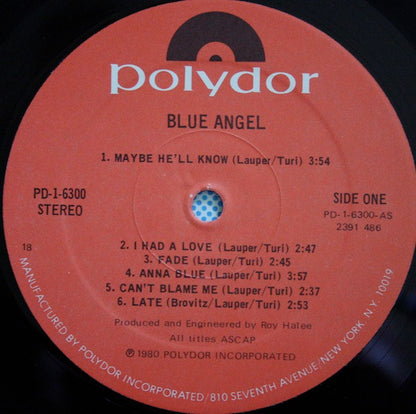 polydor
BLUE ANGEL
1. MAYBE HE'LL KNOW (Lauper/Turi) 3:54
PD-1-6300
STEREO
SIDE ONE
PD-1-6300-AS
2391 486
18
2. I HAD A LOVE (Lauper/Turi) 2:47
3. FADE (Lauper/Turi) 2:45
4. ANNA BLUE (Lauper/Turi) 3:57
5. CAN'T BLAME ME (Lauper/Turi) 2:37
6. LATE (Brovitz/Lauper/Turi) 2:53
Produced and Engineered by Roy Halee
All titles ASCAP
℗ 1980 POLYDOR INCORPORATED
MANUFACTURED BY POLYDOR INCORPORATED/810 SEVENTH AVENUE/NEW YORK, N.Y. 10019